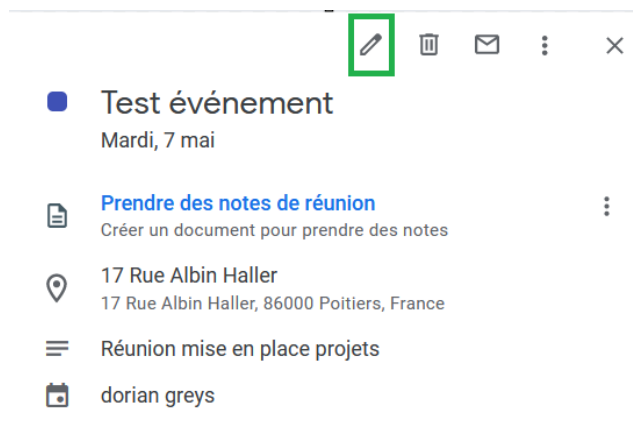 Test événement
Mardi, 7 mai
Prendre des notes de réunion
Créer un document pour prendre des notes
17 Rue Albin Haller
17 Rue Albin Haller, 86000 Poitiers, France
Réunion mise en place projets
dorian greys